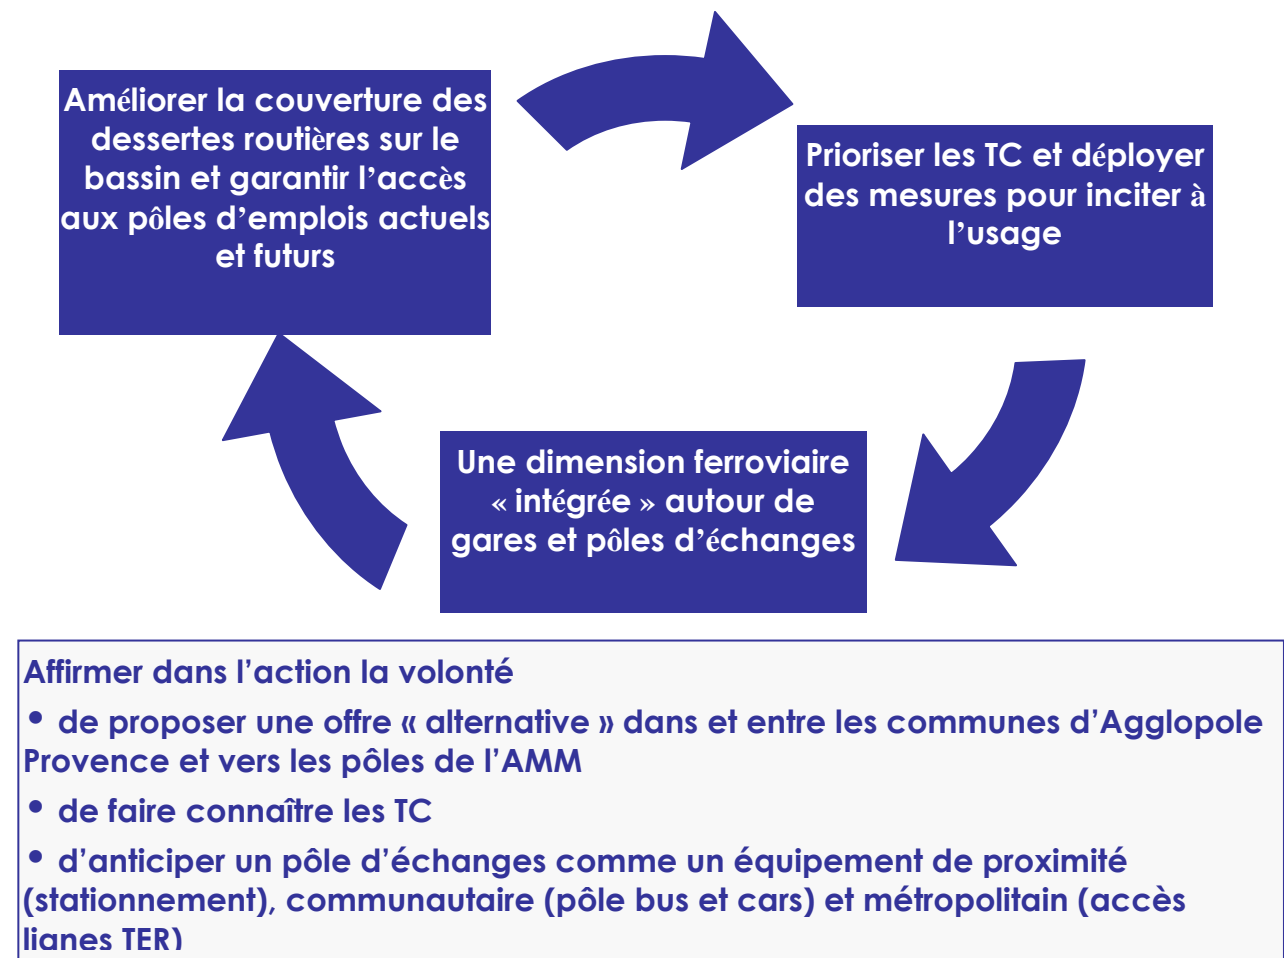 Améliorer la couverture des
dessertes routières sur le
bassin et garantir l’accès
aux pôles d’emplois actuels
et futurs
Prioriser les TC et déployer
des mesures pour inciter à
l’usage
Une dimension ferroviaire
« intégrée » autour de
gares et pôles d’échanges
Affirmer dans l’action la volonté
• de proposer une offre « alternative » dans et entre les communes d’Agglopole
Provence et vers les pôles de l’AMM
• de faire connaître les TC
• d’anticiper un pôle d’échanges comme un équipement de proximité
(stationnement), communautaire (pôle bus et cars) et métropolitain (accès
lignes TER)